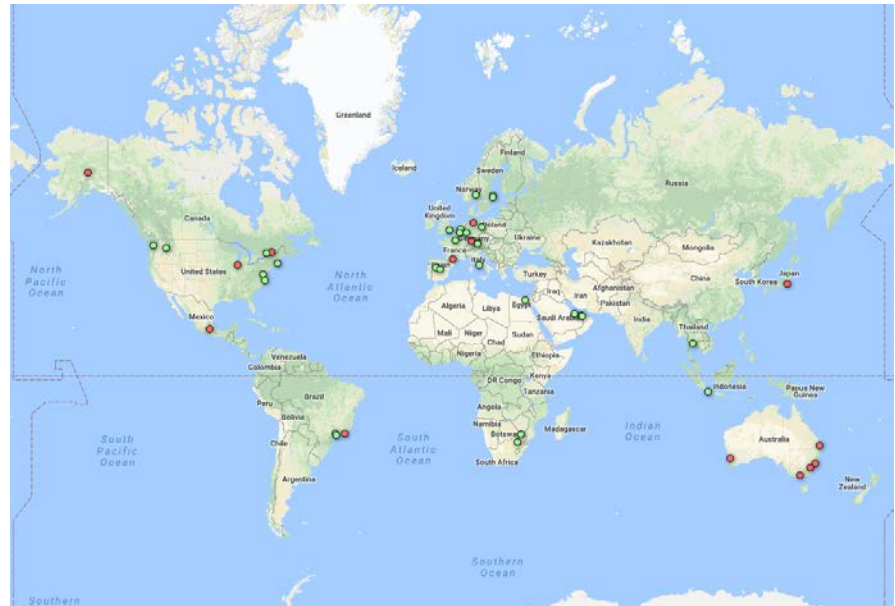 Greenland
Iceland
Finland
Sweden
Norway
Russia
Canada
United
Kingdom
Poland
Ukraine
France
Kazakhstan
Mongolia
North
Pacific
Ocean
United States
North
Atlantic
Ocean
Italy
Turkey
China
South Korea
Japan
Iraq
Iran
Afghanistan
Pakistan
Algeria
Libya
Egypt
Saudi Arabia
India
Mexico
Mali
Niger
Chad
Sudan
Thailand
Nigeria
Ethiopia
Venezuela
Colombia
DR Congo
Kenya
Tanzania
Indonesia
Papua New
Guinea
Peru
Brazil
Bolivia
Angola
Namibia
Botswana
Madagascar
Indian
Ocean
South
Pacific
Ocean
Chile
South
Atlantic
Ocean
Australia
South Africa
Argentina
New
Zealand
Southern
Ocean
Southern